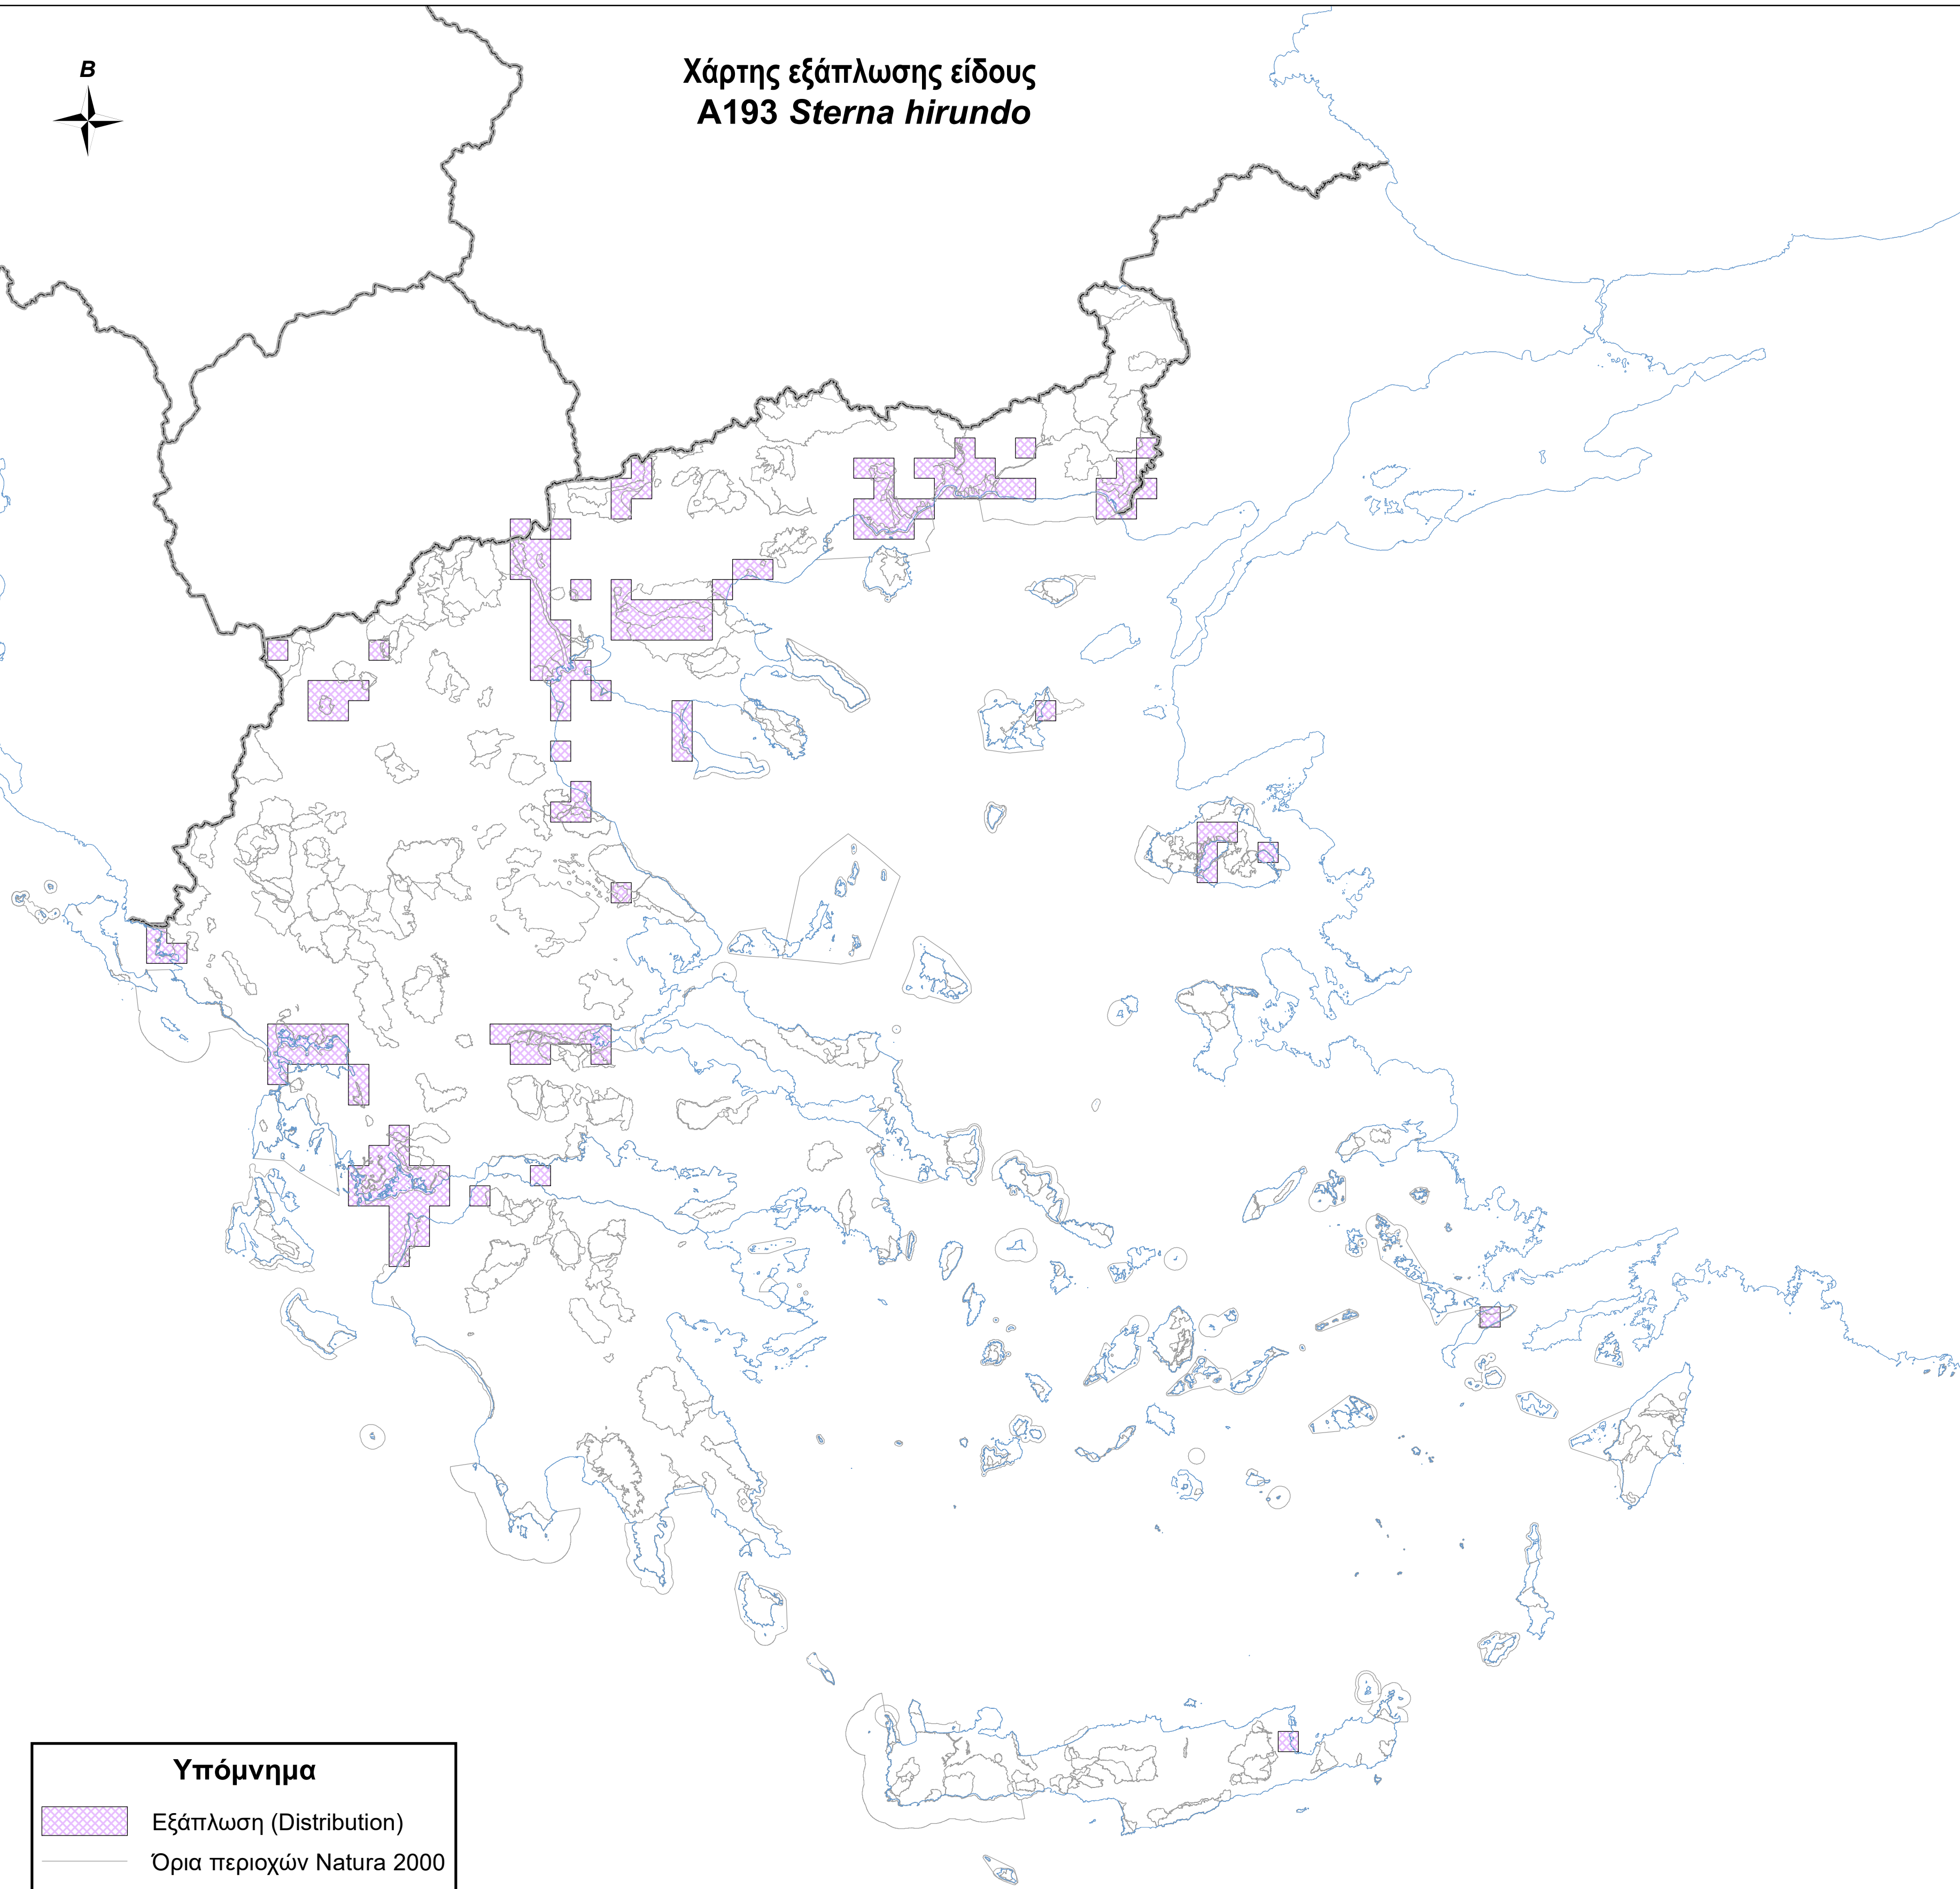 B
Χάρτης εξάπλωσης είδους
A193 Sterna hirundo
Υπόμνημα
Εξάπλωση (Distribution)
Όρια περιοχών Natura 2000